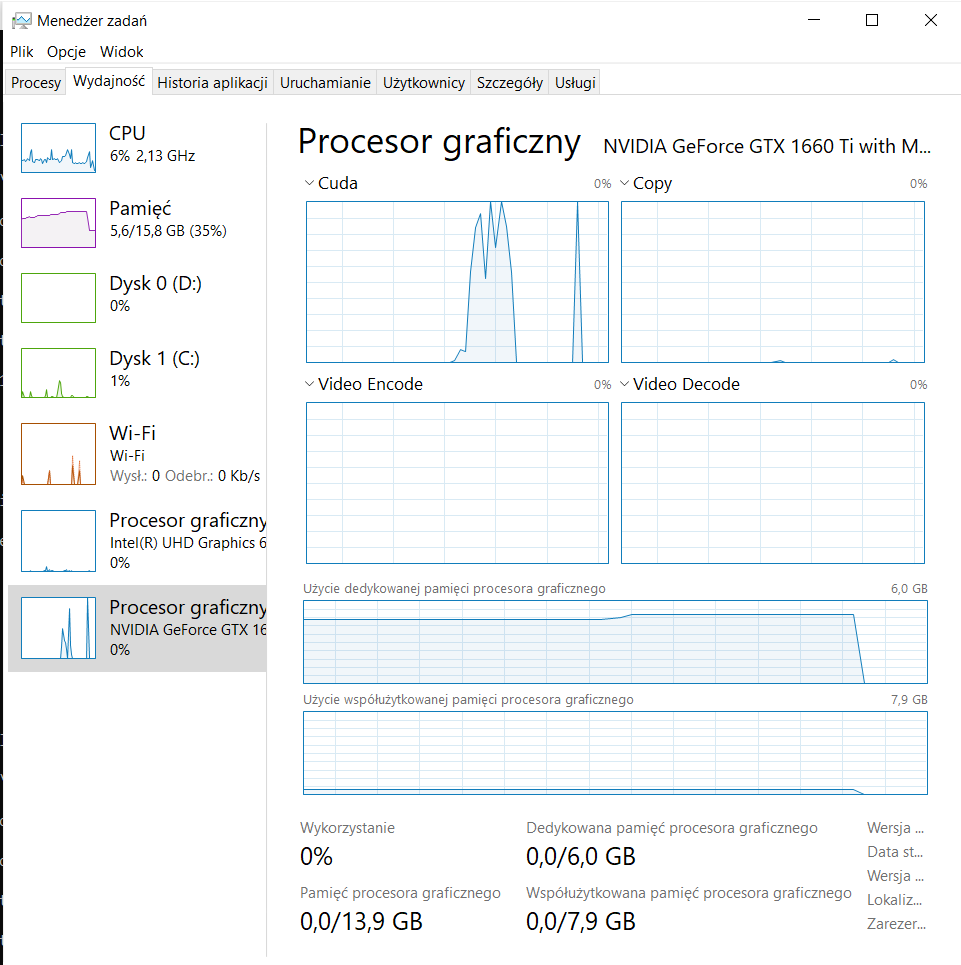 Menedżer zadań
Plik Opcje Widok
Procesy Wydajność Historia aplikacji Uruchamianie Użytkownicy Szczegóły Usługi
CPU
6% 2,13 GHz
Pamięć
5,6/15,8 GB (35%)
Dysk 0 (D:)
0%
Dysk 1 (C:)
1%
Wi-Fi
Wi-Fi
Wysł.: 0 Odebr.: 0 Kb/s
Procesor graficzny
Intel(R) UHD Graphics 6
0%
Procesor graficzny
NVIDIA GeForce GTX 16
0%
Procesor graficzny NVIDIA GeForce GTX 1660 Ti with M...
Cuda 0% Copy 0%
Video Encode 0% Video Decode 0%
Użycie dedykowanej pamięci procesora graficznego 6,0 GB
Użycie współużytkowanej pamięci procesora graficznego 7,9 GB
Wykorzystanie
0%
Pamięć procesora graficznego
0,0/13,9 GB
Dedykowana pamięć procesora graficznego
0,0/6,0 GB
Współużytkowana pamięć procesora graficznego
0,0/7,9 GB
Wersja ...
Data st...
Wersja ...
Lokaliz...
Zarezer...